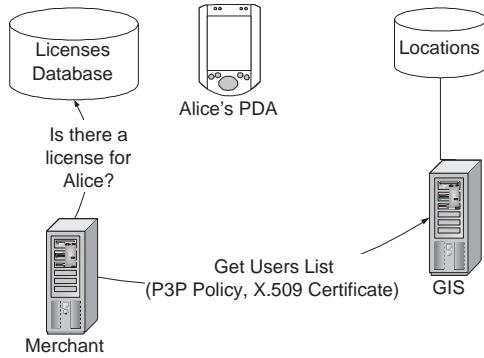 Licenses
Database
Locations
Alice's PDA
Is there a
license for
Alice?
Get Users List
(P3P Policy, X.509 Certificate)
GIS
Merchant